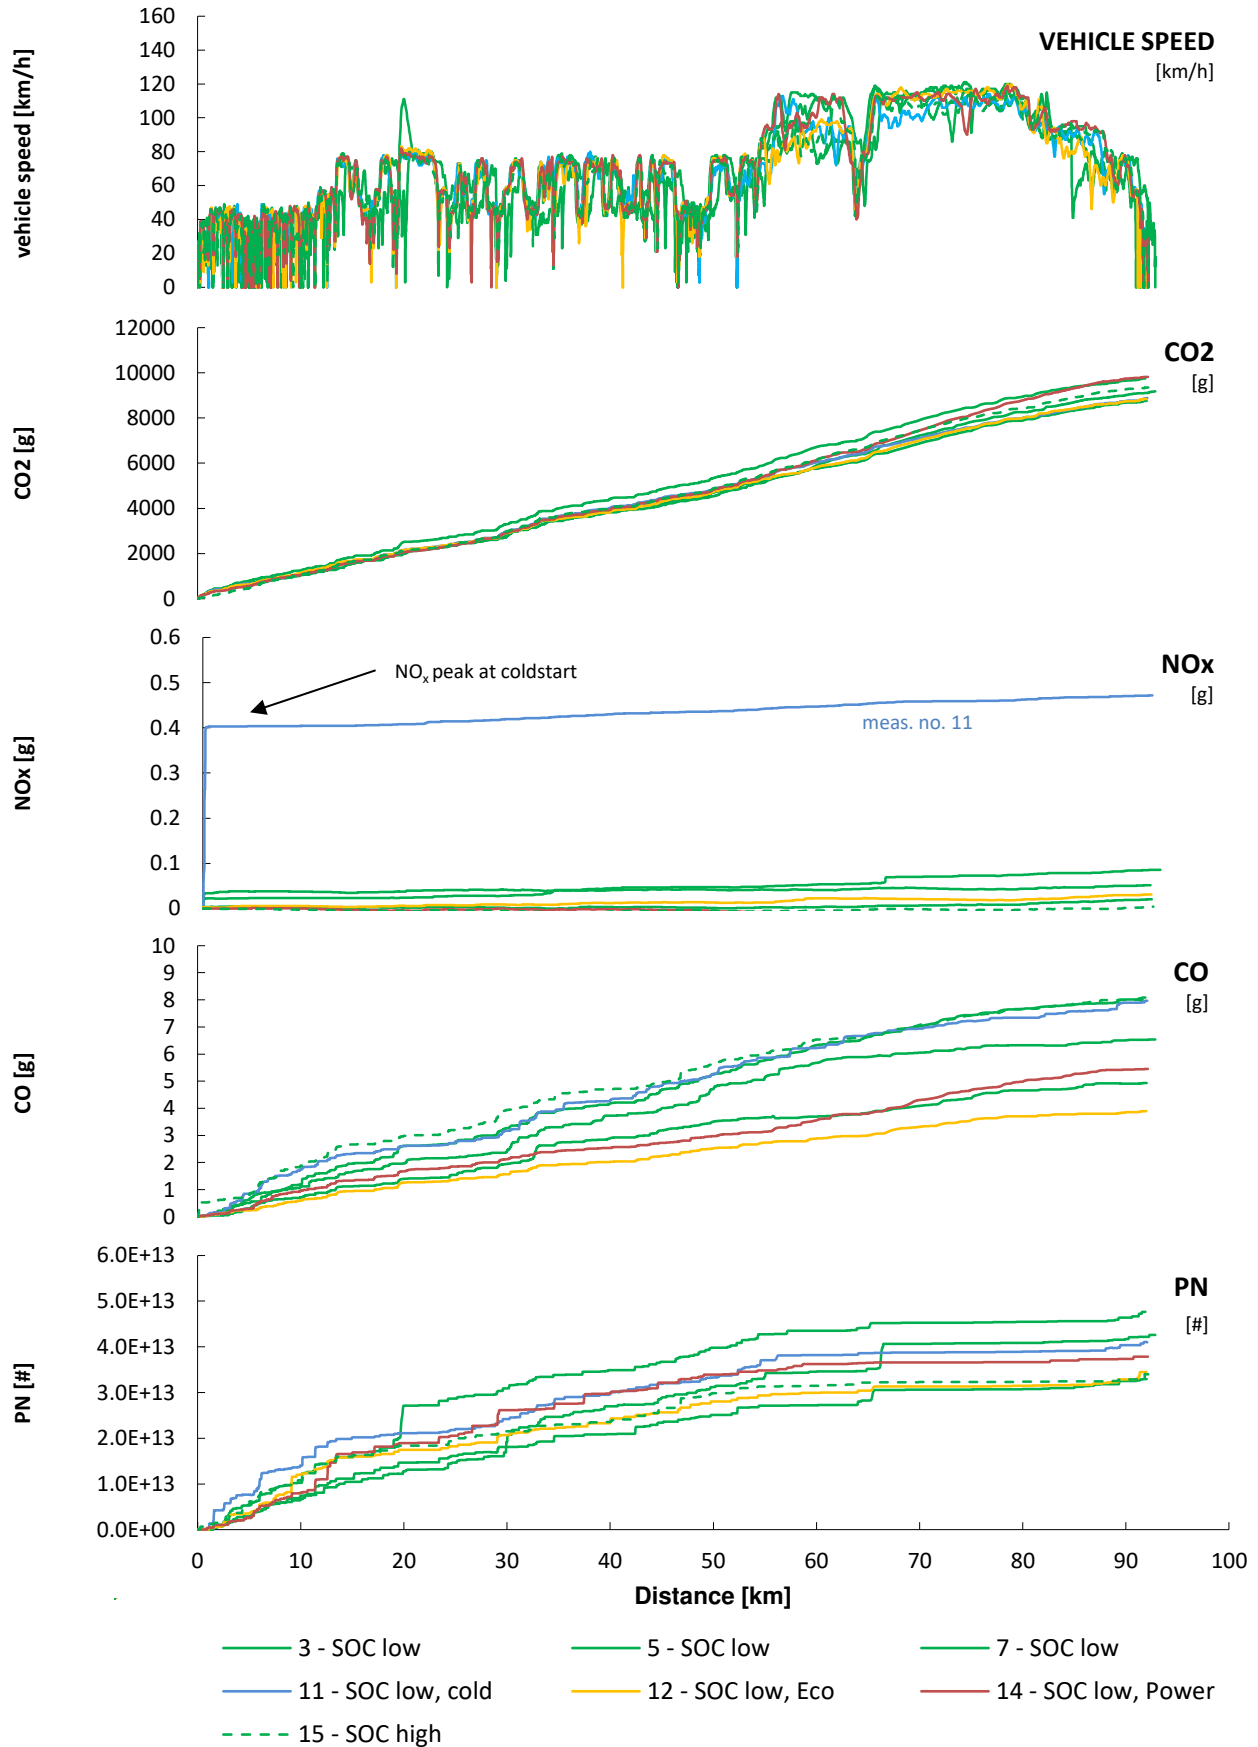 VEHICLE SPEED
[km/h]
vehicle speed [km/h]
160
140
120
100
80
60
40
20
0
CO2
[g]
CO2 [g]
12000
10000
8000
6000
4000
2000
0
NOx
[g]
NOx [g]
0.6
0.5
0.4
0.3
0.2
0.1
0
NOx peak at coldstart
meas. no. 11
CO
[g]
CO [g]
10
9
8
7
6
5
4
3
2
1
0
PN
[#]
PN [#]
6.0E+13
5.0E+13
4.0E+13
3.0E+13
2.0E+13
1.0E+13
0.0E+00
0 10 20 30 40 50 60 70 80 90 100
Distance [km]
3 - SOC low 5 - SOC low 7 - SOC low
11 - SOC low, cold 12 - SOC low, Eco 14 - SOC low, Power
15 - SOC high